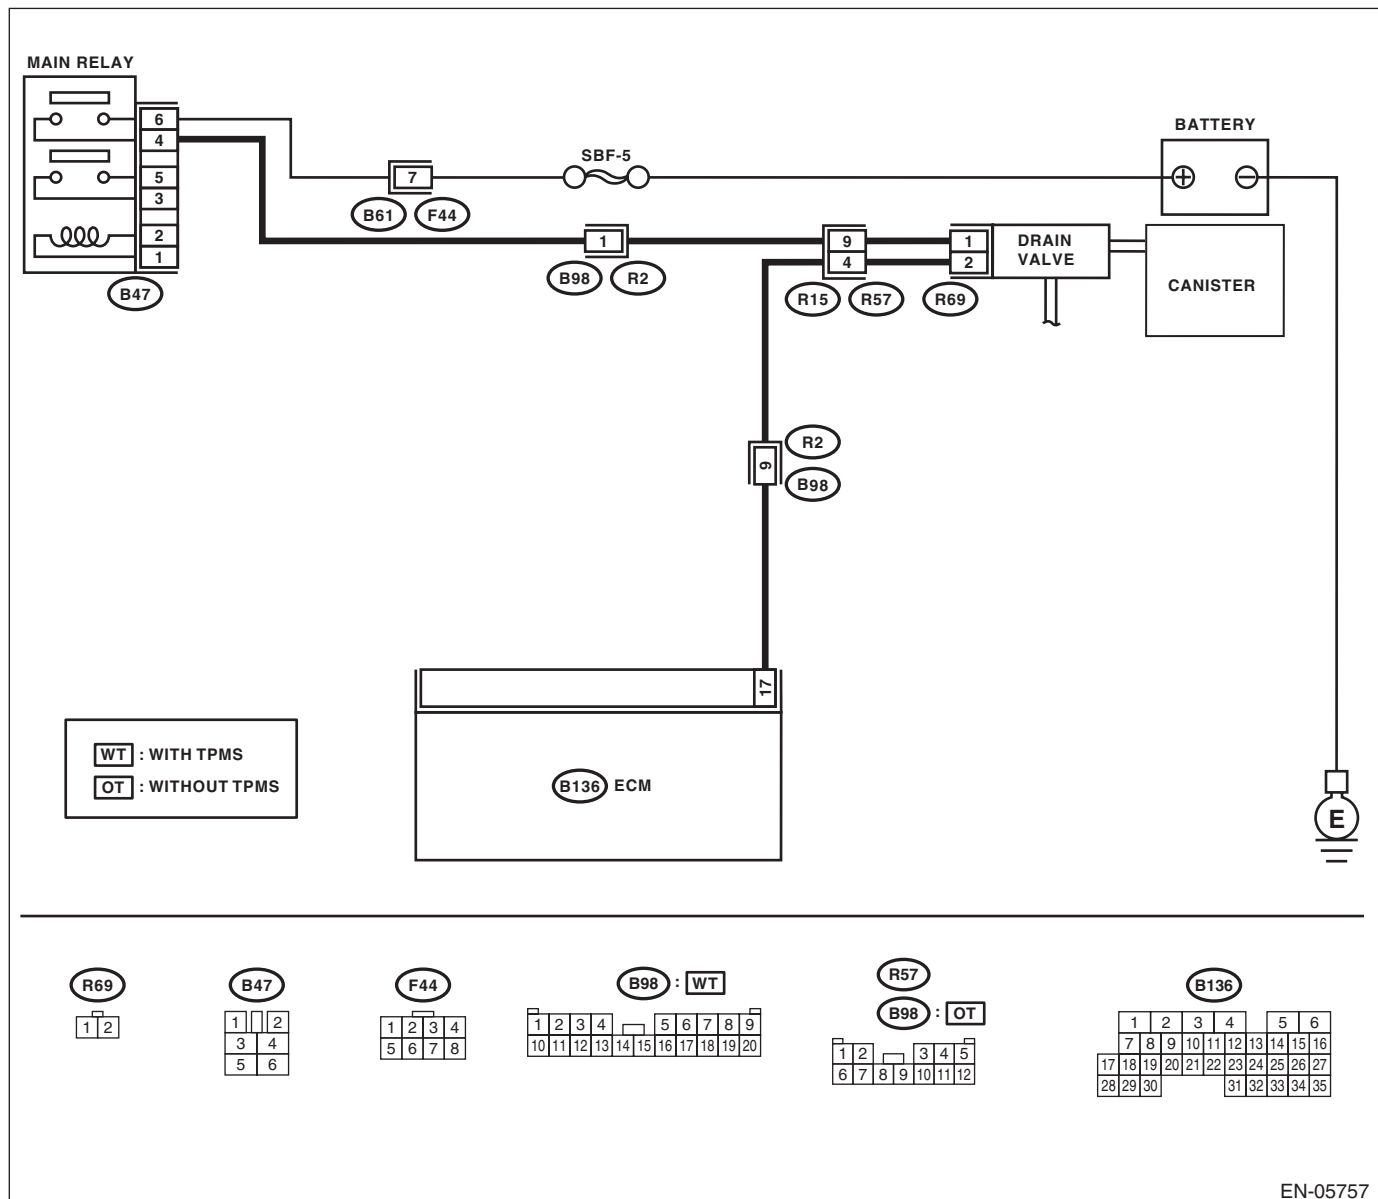 MAIN RELAY
6
4
5
3
2
1
B47
7
B61 F44
SBF-5
BATTERY
1
B98 R2
9
4
R15 R57
1
2
R69
DRAIN
VALVE
CANISTER
9
R2
B98
17
B136 ECM
WT : WITH TPMS
OT : WITHOUT TPMS
E
R69
1 2
B47
1 2
3 4
5 6
F44
1 2 3 4
5 6 7 8
B98 : WT
1 2 3 4 5 6 7 8 9
10 11 12 13 14 15 16 17 18 19 20
R57
B98 : OT
1 2 3 4 5
6 7 8 9 10 11 12
B136
1 2 3 4 5 6
7 8 9 10 11 12 13 14 15 16
17 18 19 20 21 22 23 24 25 26 27
28 29 30 31 32 33 34 35
EN-05757